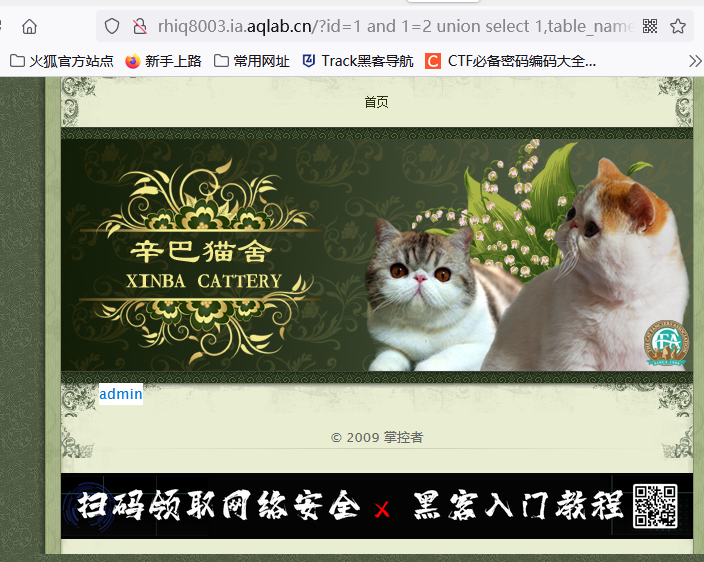 rhiq8003.ia.aqlab.cn/?id=1 and 1=2 union select 1,table_name
火狐官方站点 新手上路 常用网址 Track黑客导航 CTF必备密码编码大全...
首页
辛巴猫舍
XINBA CATTERY
admin
© 2009 掌控者
扫码领取网络安全 x 黑客入门教程